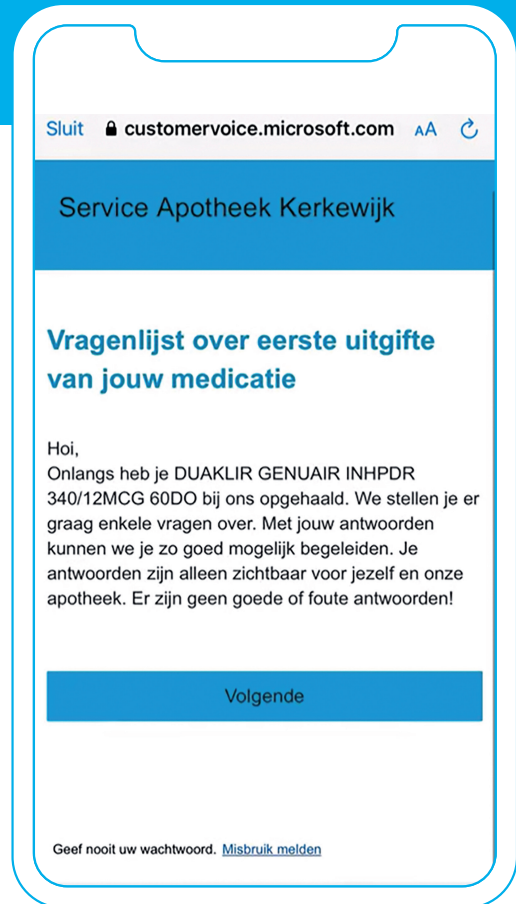 Sluit customervoice.microsoft.com AA
Service Apotheek Kerkewijk
Vragenlijst over eerste uitgifte
van jouw medicatie
Hoi,
Onlangs heb je DUAKLIR GENUAIR INHPDR
340/12MCG 60DO bij ons opgehaald. We stellen je er
graag enkele vragen over. Met jouw antwoorden
kunnen we je zo goed mogelijk begeleiden. Je
antwoorden zijn alleen zichtbaar voor jezelf en onze
apotheek. Er zijn geen goede of foute antwoorden!
Volgende
Geef nooit uw wachtwoord. Misbruik melden